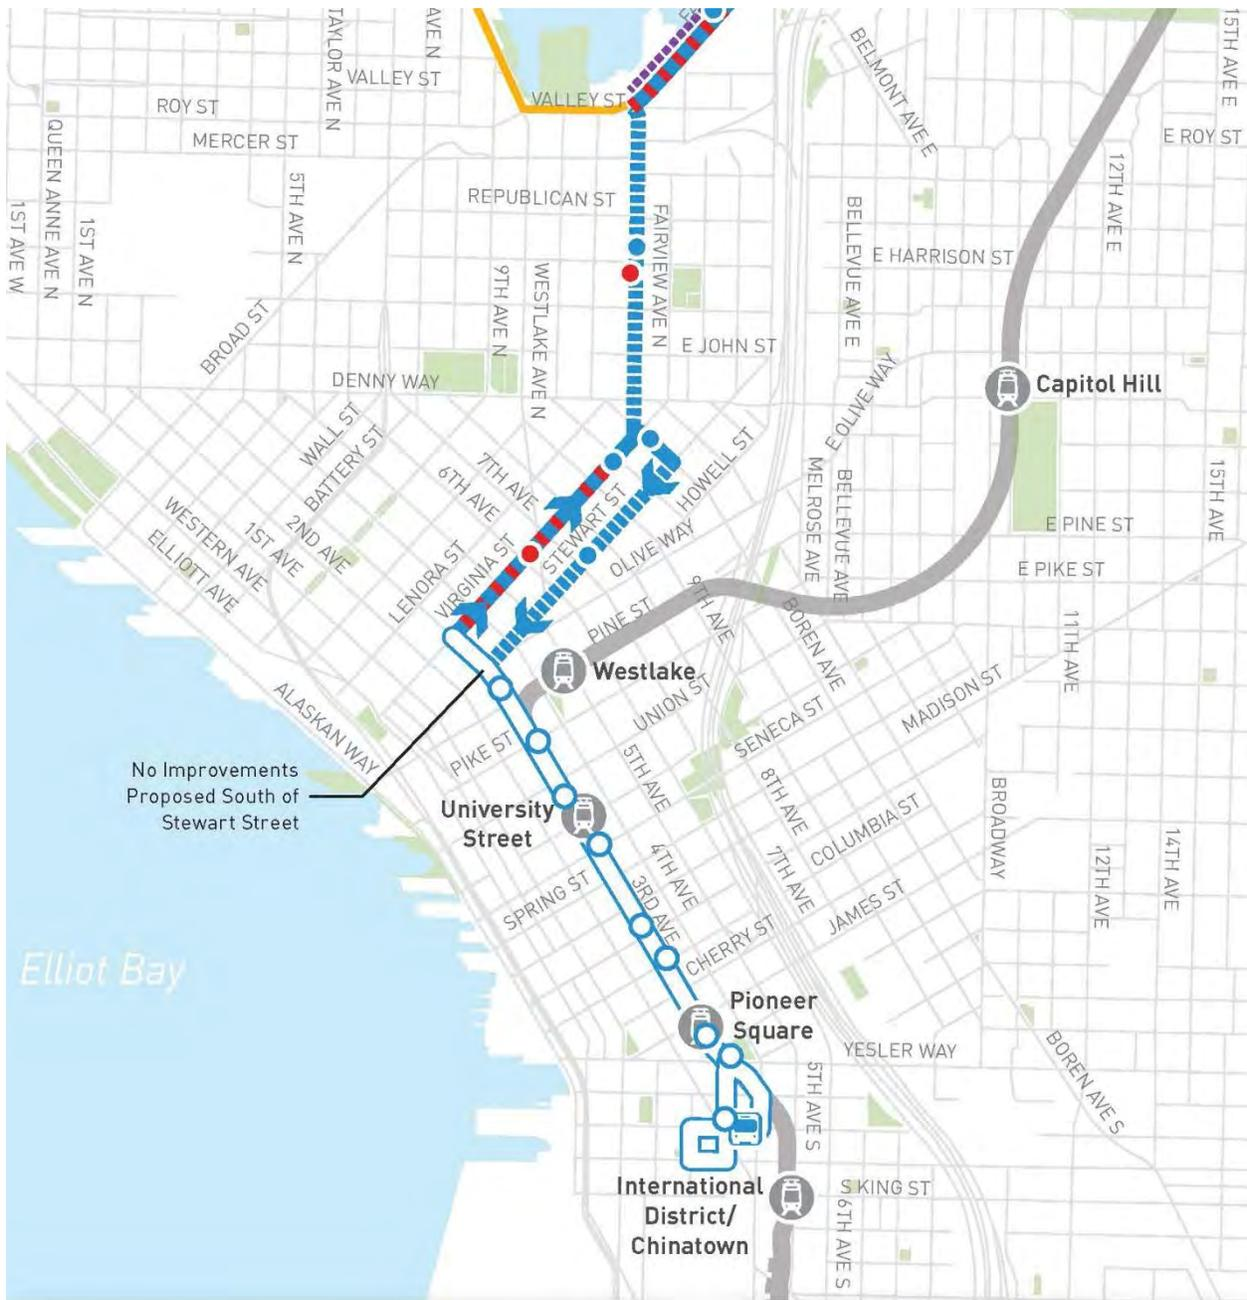 TAYLOR AVE N
AVE N
15TH AVE E
BELMONT AVE E
VALLEY ST
VALLEY ST
ROY ST
MERCER ST
E ROY ST
QUEEN ANNE AVE N
1ST AVE W
1ST AVE N
5TH AVE N
12TH AVE E
REPUBLICAN ST
FAIRVIEW AVE N
BELLEVUE AVE E
E HARRISON ST
9TH AVE N
WESTLAKE AVE N
BROAD ST
E JOHN ST
DENNY WAY
Capitol Hill
E OLIVE WAY
WALL ST
BATTERY ST
7TH AVE
6TH AVE
HOWELL ST
STEWART ST
MELROSE AVE
BELLEVUE AVE
15TH AVE
WESTERN AVE
1ST AVE
2ND AVE
ELLIOTT AVE
E PINE ST
LENORA ST
VIRGINIA ST
OLIVE WAY
E PIKE ST
PINE ST
9TH AVE
BOREN AVE
11TH AVE
Westlake
UNION ST
SENECA ST
MADISON ST
ALASKAN WAY
PIKE ST
5TH AVE
8TH AVE
BROADWAY
No Improvements
Proposed South of
Stewart Street
University
Street
COLUMBIA ST
4TH AVE
7TH AVE
12TH AVE
14TH AVE
SPRING ST
3RD AVE
JAMES ST
CHERRY ST
Elliot Bay
Pioneer
Square
YESLER WAY
5TH AVE S
BOREN AVE S
International
District/
Chinatown
S KING ST
6TH AVE S